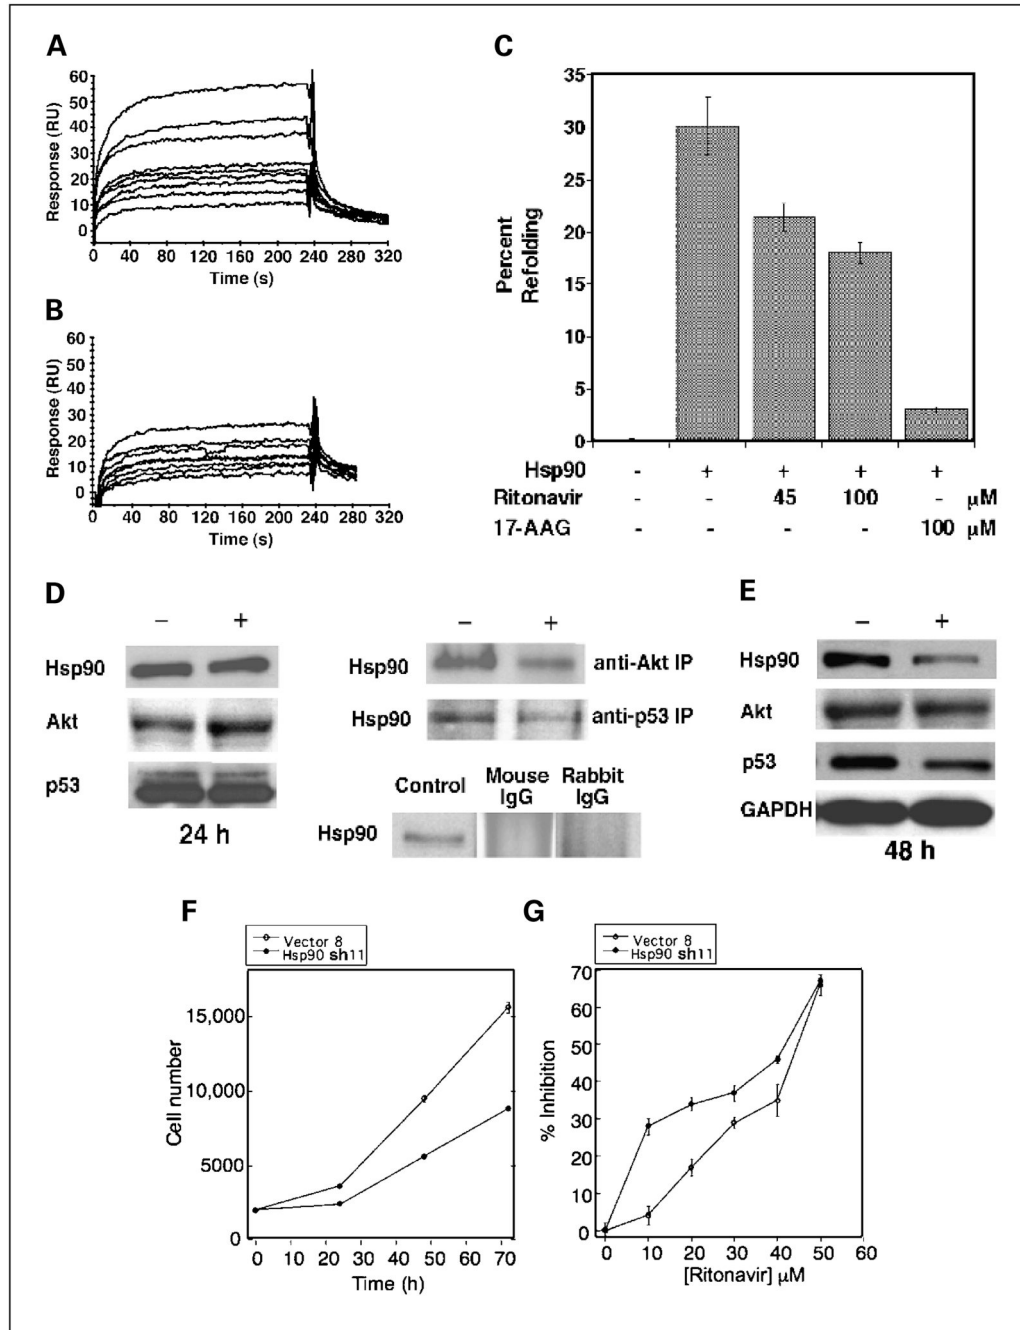 A
Response (RU)
60
50
40
30
20
10
0
0 40 80 120 160 200 240 280 320
Time (s)
B
Response (RU)
60
50
40
30
20
10
0
0 40 80 120 160 200 240 280 320
Time (s)
C
Percent
Refolding
35
30
25
20
15
10
5
0
Hsp90 - + + + +
Ritonavir - - 45 100 - μM
17-AAG - - - - 100 μM
D
- +
Hsp90
Akt
p53
24 h
- +
Hsp90 anti-Akt IP
Hsp90 anti-p53 IP
Control Mouse IgG Rabbit IgG
Hsp90
E
- +
Hsp90
Akt
p53
GAPDH
48 h
F
Vector 8
Hsp90 sh11
Cell number
15,000
10,000
5000
0
0 10 20 30 40 50 60 70
Time (h)
G
Vector 8
Hsp90 sh11
% Inhibition
70
60
50
40
30
20
10
0
0 10 20 30 40 50 60
[Ritonavir] μM